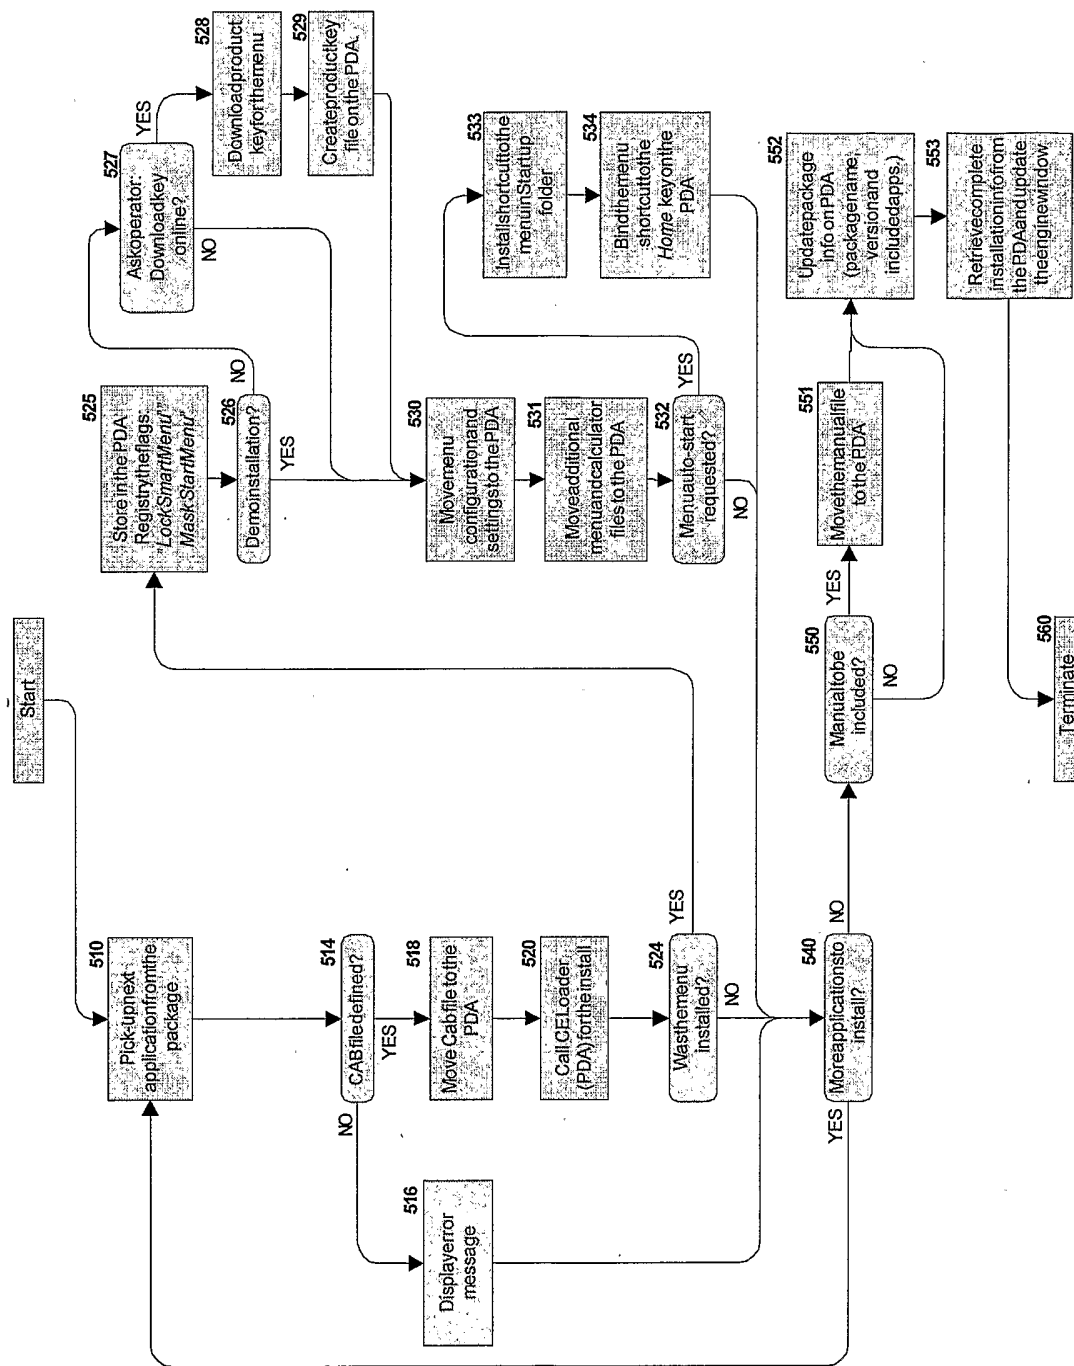 Start
510
Pick-up next
application from the
package.
514
CAB file defined?
NO
YES
516
Display error
message
518
Move Cab file to the
PDA
520
Call CELoader
(PDA) for the install
524
Was the menu
installed?
YES
NO
525
Store in the PDA
Registry the flags:
"LockSmartMenu"
MaskStartMenu"
526
Demo installation?
NO
YES
527
Ask operator:
Download key
online?
YES
NO
528
Download product
key for the menu
529
Create product key
file on the PDA.
530
Move menu
configuration and
settings to the PDA
531
Move additional
menu and calculator
files to the PDA
532
Menu auto-start
requested?
YES
NO
533
Install shortcut to the
menu in Startup
folder
534
Bind the menu
shortcut to the
Home key on the
PDA
540
More applications to
install?
YES
NO
550
Manual to be
included?
YES
NO
551
Move the manual file
to the PDA
552
Update package
info on PDA
(package name,
version and
included apps.)
553
Retrieve complete
installation info from
the PDA and update
the engine window.
560
Terminate